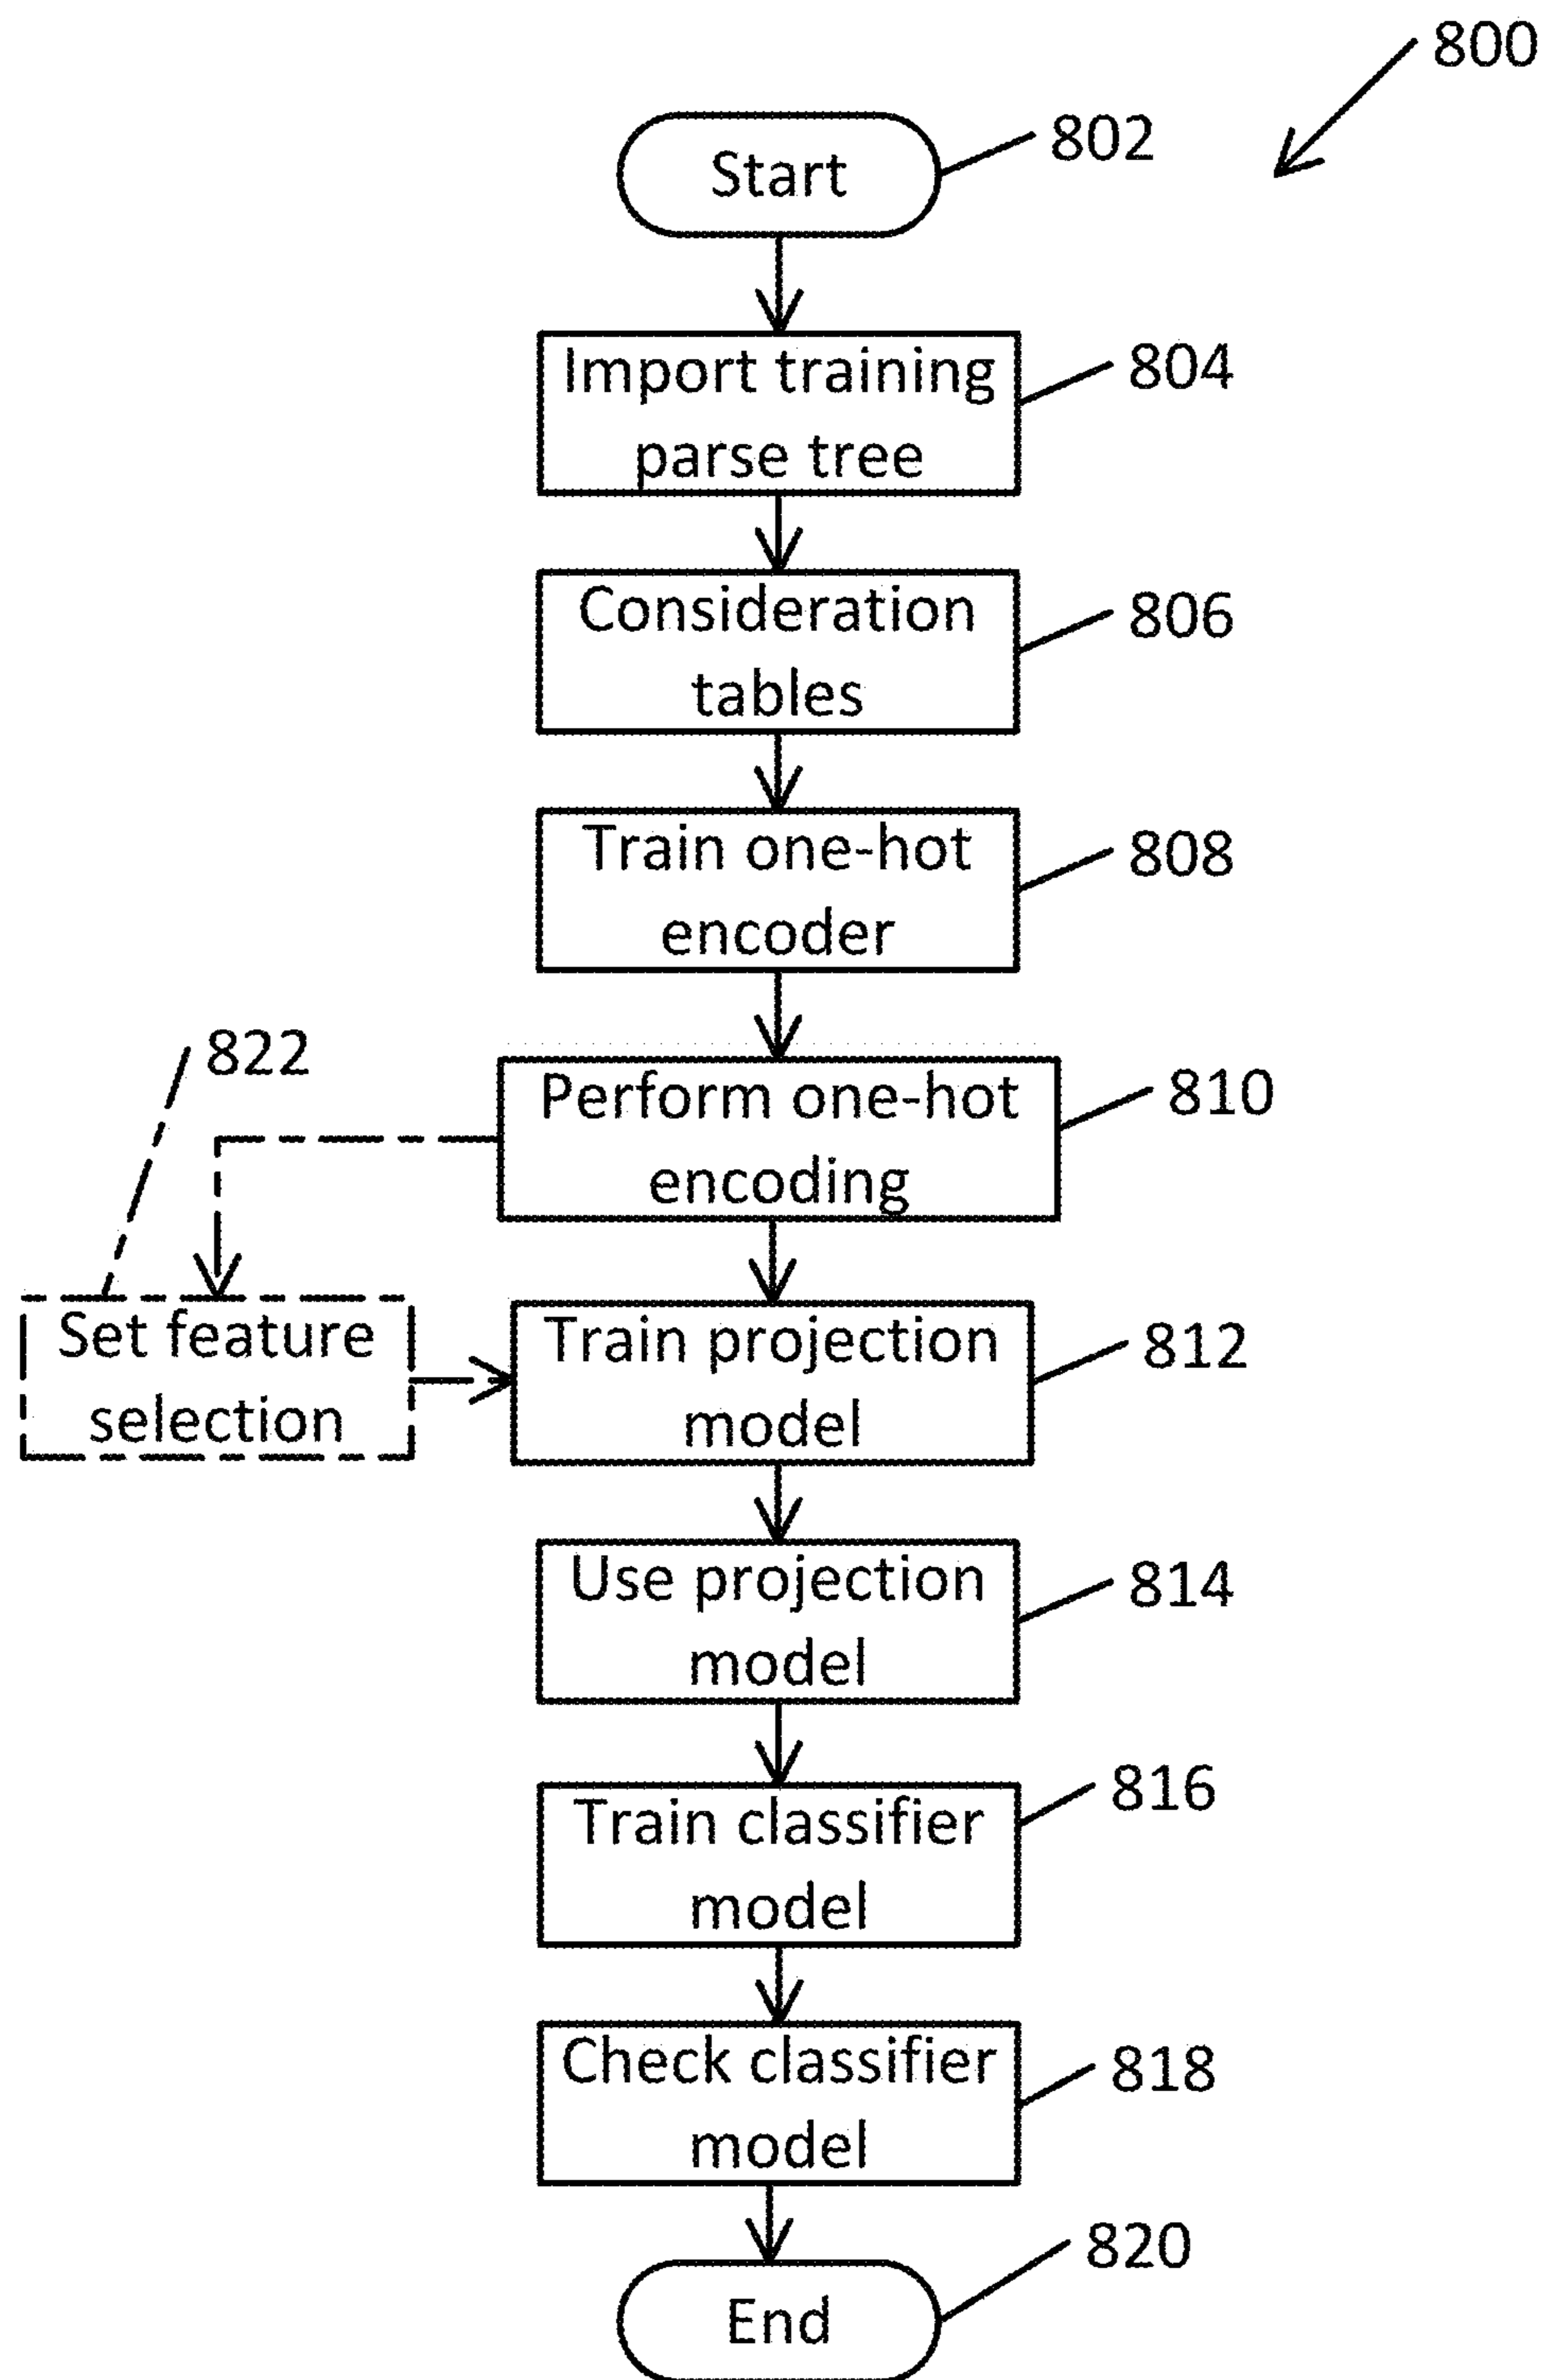 800
Start
802
Import training
parse tree
804
Consideration
tables
806
Train one-hot
encoder
808
822
Perform one-hot
encoding
810
Set feature
selection
Train projection
model
812
Use projection
model
814
Train classifier
model
816
Check classifier
model
818
End
820